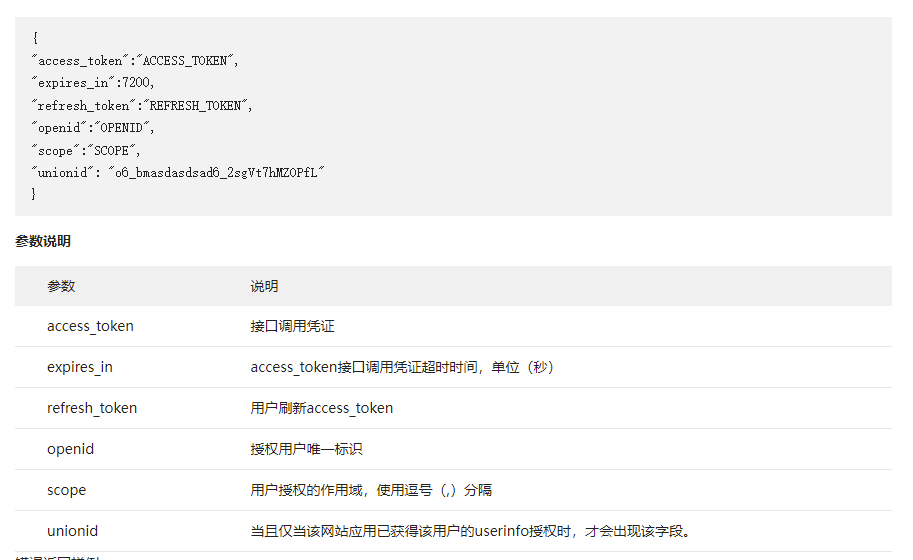 {
"access_token":"ACCESS_TOKEN",
"expires_in":7200,
"refresh_token":"REFRESH_TOKEN",
"openid":"OPENID",
"scope":"SCOPE",
"unionid": "o6_bmasdasdsad6_2sgVt7hMZOPfL"
}
参数说明
参数 说明
access_token 接口调用凭证
expires_in access_token接口调用凭证超时时间，单位（秒）
refresh_token 用户刷新access_token
openid 授权用户唯一标识
scope 用户授权的作用域，使用逗号（,）分隔
unionid 当且仅当该网站应用已获得该用户的userinfo授权时，才会出现该字段。